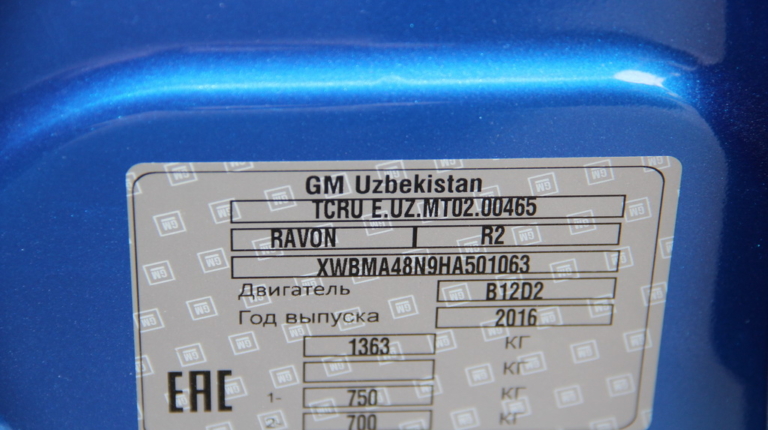 GM Uzbekistan
TCRU E.UZ.MT02.00465
RAVON R2
XWBMA48N9HA501063
Двигатель B12D2
Год выпуска 2016
1363 КГ
КГ
EAC 1- 750 КГ
2- 700 КГ